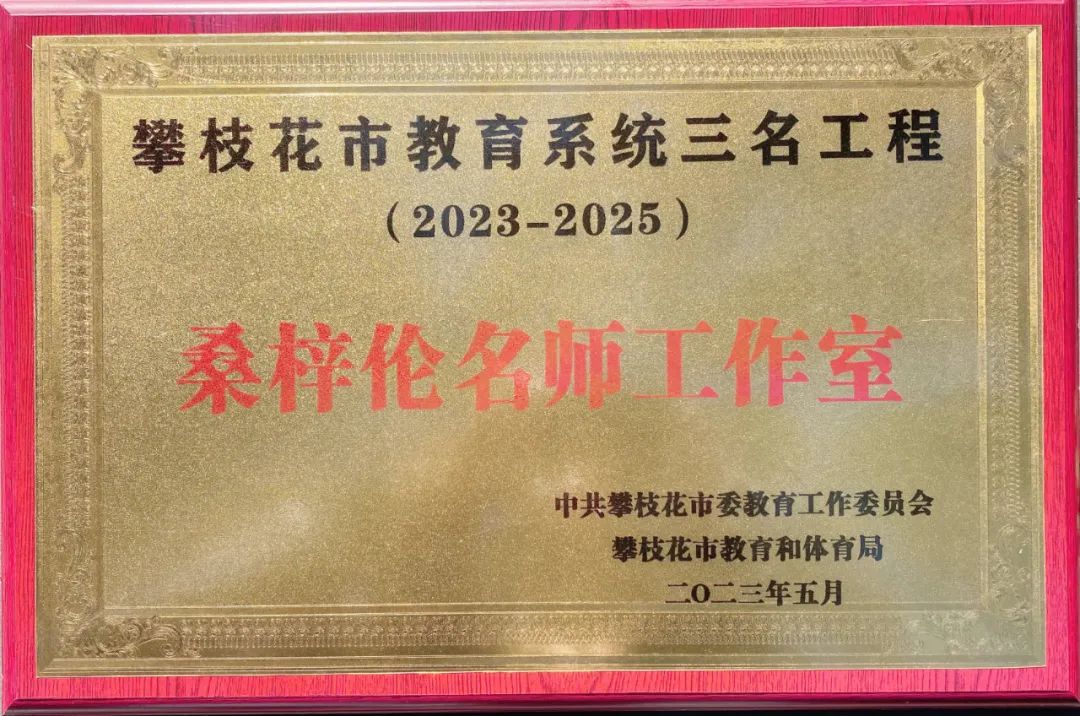 攀枝花市教育系统三名工程
（2023-2025）
桑梓伦名师工作室
中共攀枝花市委教育工作委员会
攀枝花市教育和体育局
二〇二三年五月